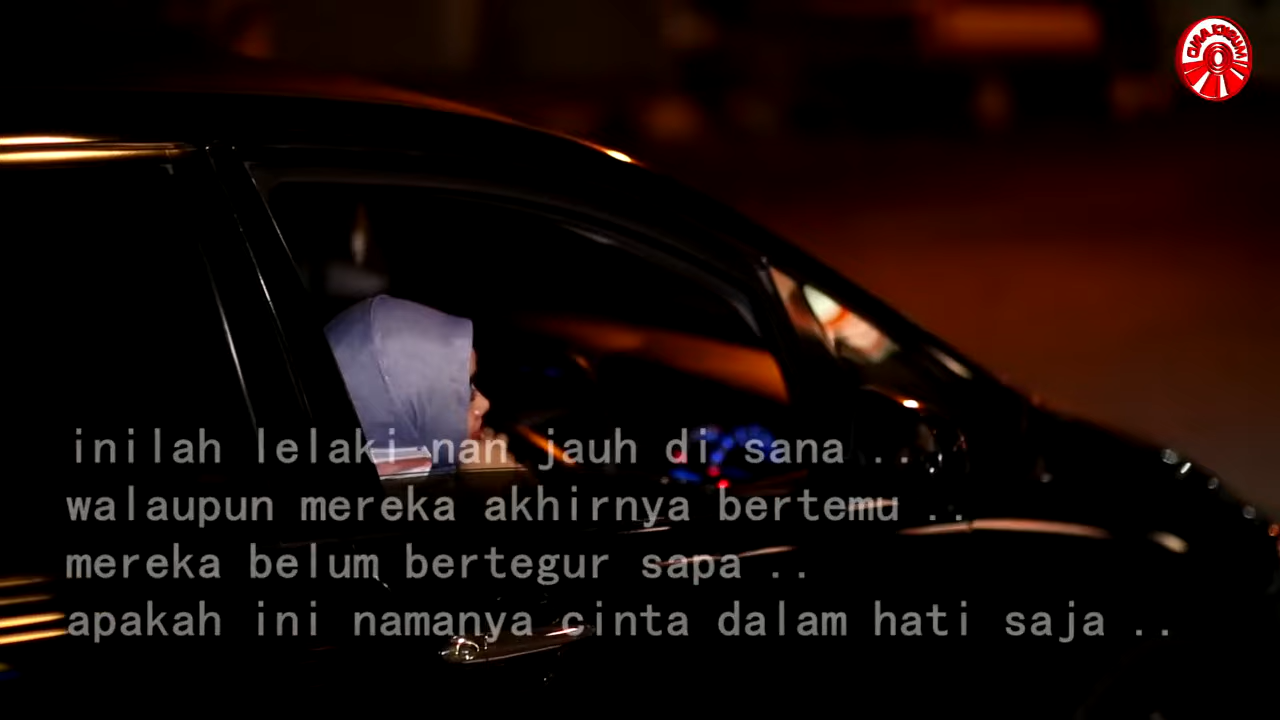 inilah lelaki nan jauh di sana ..
walaupun mereka akhirnya bertemu ..
mereka belum bertegur sapa ..
apakah ini namanya cinta dalam hati saja ..